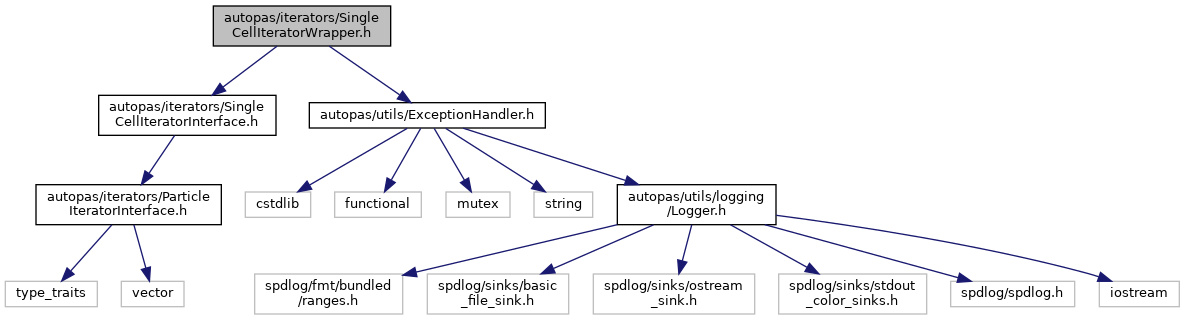 autopas/iterators/Single
CellIteratorWrapper.h
autopas/iterators/Single
CellIteratorInterface.h
autopas/utils/ExceptionHandler.h
autopas/iterators/Particle
IteratorInterface.h
cstdlib
functional
mutex
string
autopas/utils/logging
/Logger.h
type_traits
vector
spdlog/fmt/bundled
/ranges.h
spdlog/sinks/basic
_file_sink.h
spdlog/sinks/ostream
_sink.h
spdlog/sinks/stdout
_color_sinks.h
spdlog/spdlog.h
iostream